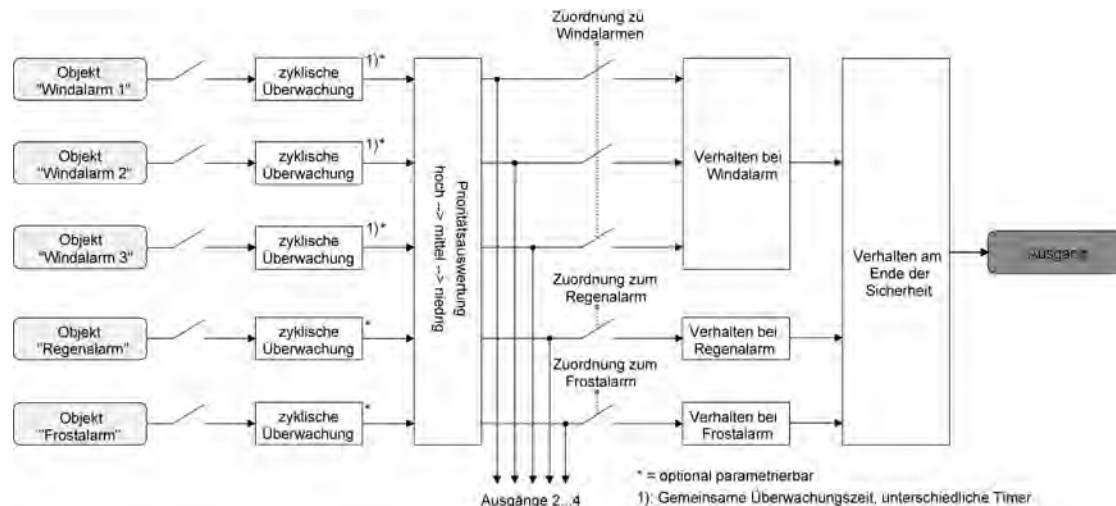 Zuordnung zu
Windalarmen
Objekt
"Windalarm 1"
zyklische
Überwachung
1)*
Objekt
"Windalarm 2"
zyklische
Überwachung
1)*
Verhalten bei
Windalarm
Prioritätsauswertung
hoch --> mittel --> niedrig
Objekt
"Windalarm 3"
zyklische
Überwachung
1)*
Verhalten am
Ende der
Sicherheit
Zuordnung zum
Regenalarm
Objekt
"Regenalarm"
zyklische
Überwachung
*
Verhalten bei
Regenalarm
Zuordnung zum
Frostalarm
Objekt
"Frostalarm"
zyklische
Überwachung
*
Verhalten bei
Frostalarm
* = optional parametrierbar
Ausgänge 2...4
1): Gemeinsame Überwachungszeit, unterschiedliche Timer